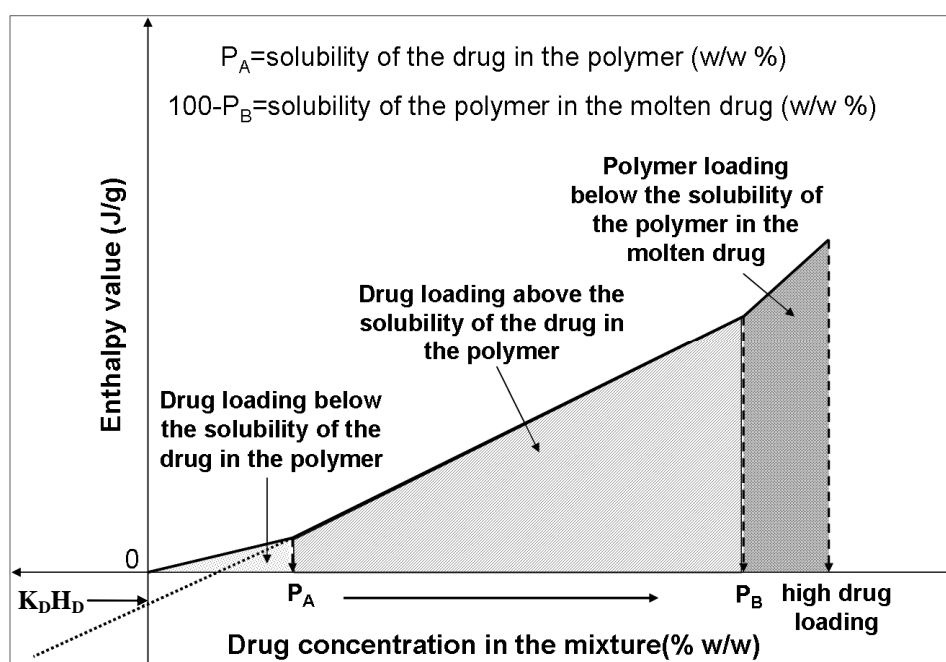 P_A=solubility of the drug in the polymer (w/w %)
100-P_B=solubility of the polymer in the molten drug (w/w %)
Enthalpy value (J/g)
Polymer loading
below the solubility of
the polymer in the
molten drug
Drug loading above the
solubility of the drug in
the polymer
Drug loading below
the solubility of the
drug in the polymer
0
K_DH_D
P_A
P_B
high drug
loading
Drug concentration in the mixture(% w/w)